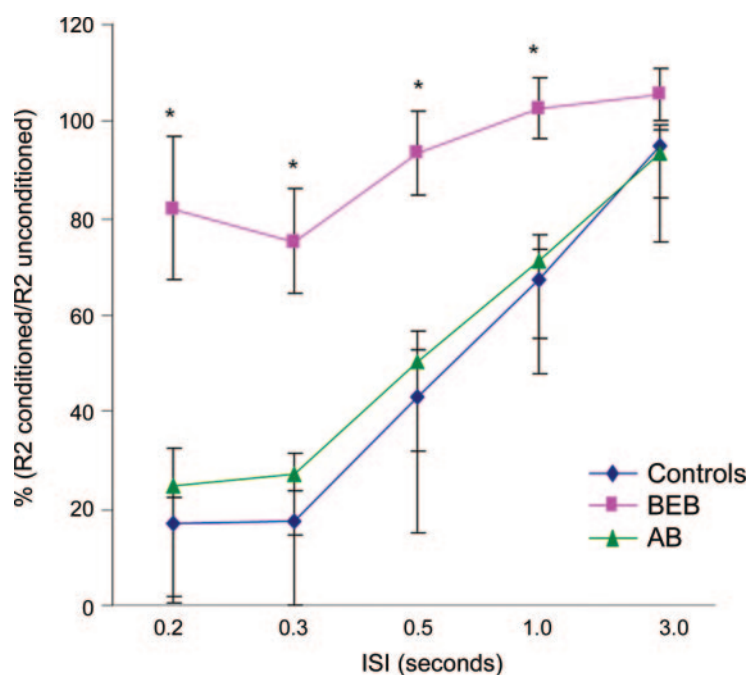 % (R2 conditioned/R2 unconditioned)
120
100
80
60
40
20
0
*
*
*
*
0.2 0.3 0.5 1.0 3.0
ISI (seconds)
Controls
BEB
AB